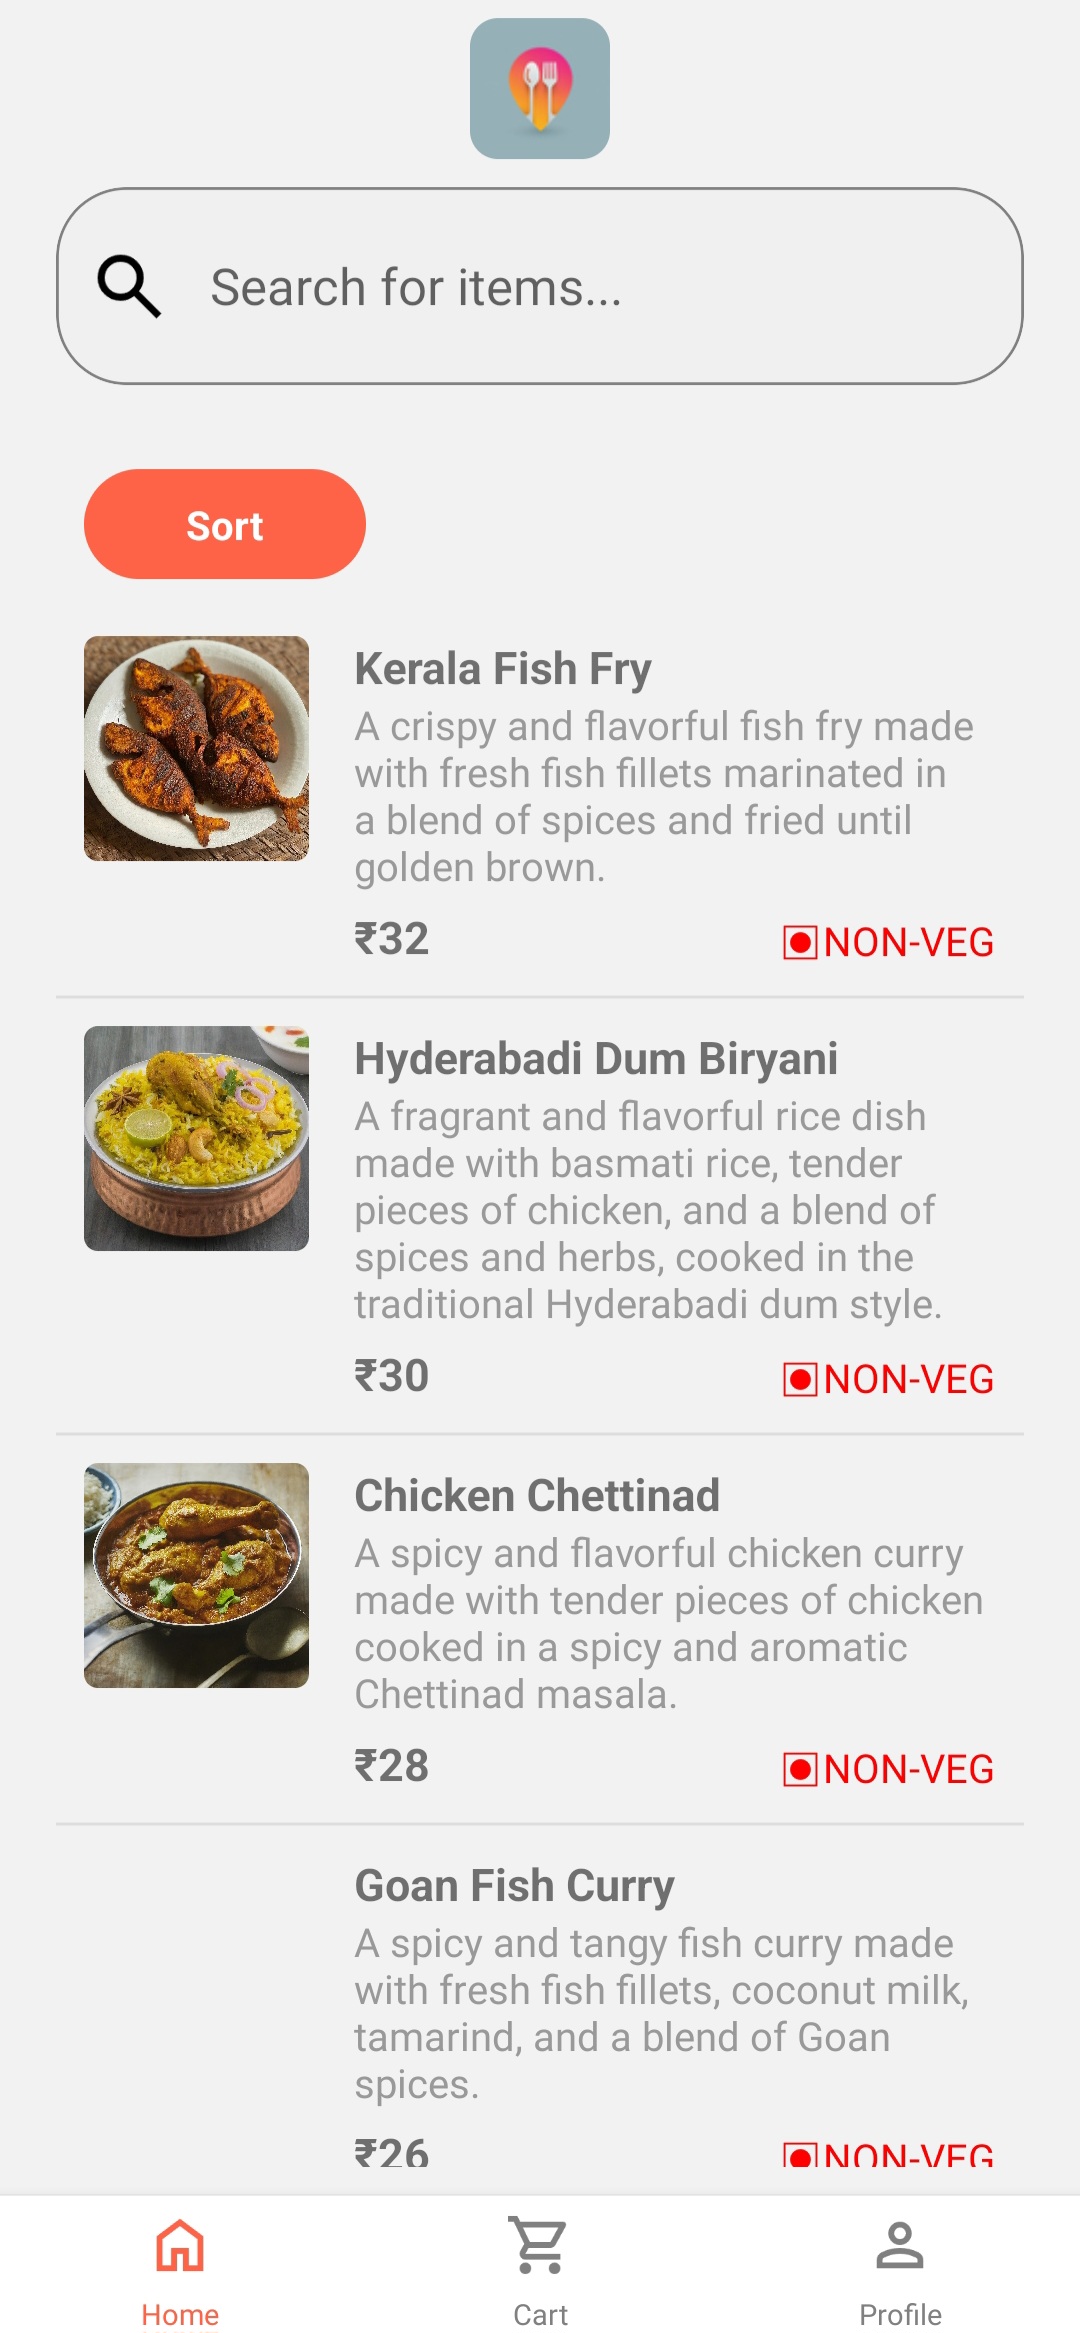 Search for items...
Sort
Kerala Fish Fry
A crispy and flavorful fish fry made
with fresh fish fillets marinated in
a blend of spices and fried until
golden brown.
₹32 NON-VEG
Hyderabadi Dum Biryani
A fragrant and flavorful rice dish
made with basmati rice, tender
pieces of chicken, and a blend of
spices and herbs, cooked in the
traditional Hyderabadi dum style.
₹30 NON-VEG
Chicken Chettinad
A spicy and flavorful chicken curry
made with tender pieces of chicken
cooked in a spicy and aromatic
Chettinad masala.
₹28 NON-VEG
Goan Fish Curry
A spicy and tangy fish curry made
with fresh fish fillets, coconut milk,
tamarind, and a blend of Goan
spices.
₹26 NON-VEG
Home Cart Profile